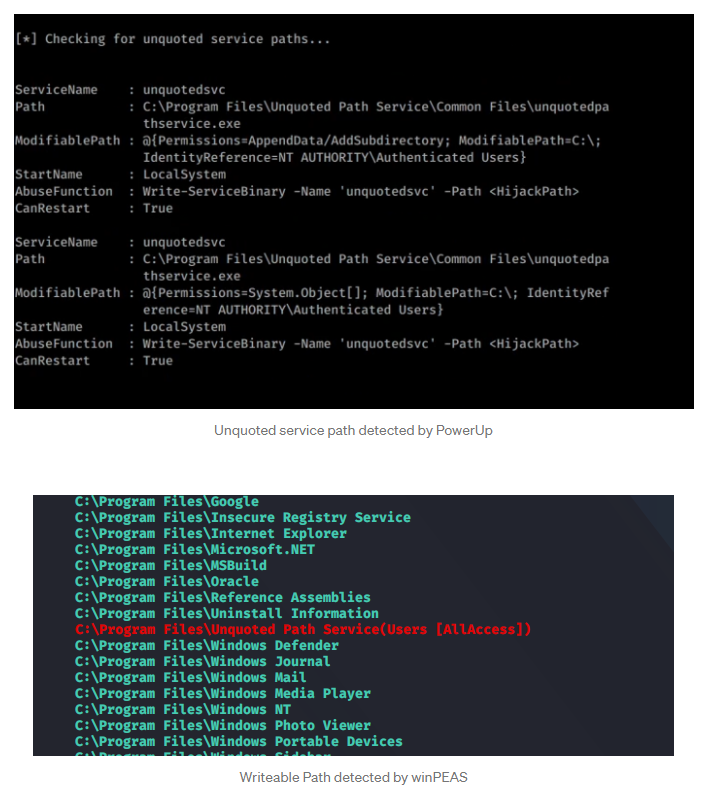 [*] Checking for unquoted service paths...
ServiceName : unquotedsvc
Path : C:\Program Files\Unquoted Path Service\Common Files\unquotedpa
thservice.exe
ModifiablePath : @{Permissions=AppendData/AddSubdirectory; ModifiablePath=C:\;
IdentityReference=NT AUTHORITY\Authenticated Users}
StartName : LocalSystem
AbuseFunction : Write-ServiceBinary -Name 'unquotedsvc' -Path <HijackPath>
CanRestart : True
ServiceName : unquotedsvc
Path : C:\Program Files\Unquoted Path Service\Common Files\unquotedpa
thservice.exe
ModifiablePath : @{Permissions=System.Object[]; ModifiablePath=C:\; IdentityRef
erence=NT AUTHORITY\Authenticated Users}
StartName : LocalSystem
AbuseFunction : Write-ServiceBinary -Name 'unquotedsvc' -Path <HijackPath>
CanRestart : True
Unquoted service path detected by PowerUp
C:\Program Files\Google
C:\Program Files\Insecure Registry Service
C:\Program Files\Internet Explorer
C:\Program Files\Microsoft.NET
C:\Program Files\MSBuild
C:\Program Files\Oracle
C:\Program Files\Reference Assemblies
C:\Program Files\Uninstall Information
C:\Program Files\Unquoted Path Service(Users [AllAccess])
C:\Program Files\Windows Defender
C:\Program Files\Windows Journal
C:\Program Files\Windows Mail
C:\Program Files\Windows Media Player
C:\Program Files\Windows NT
C:\Program Files\Windows Photo Viewer
C:\Program Files\Windows Portable Devices
C:\Program Files\Windows Sidebar
Writeable Path detected by winPEAS